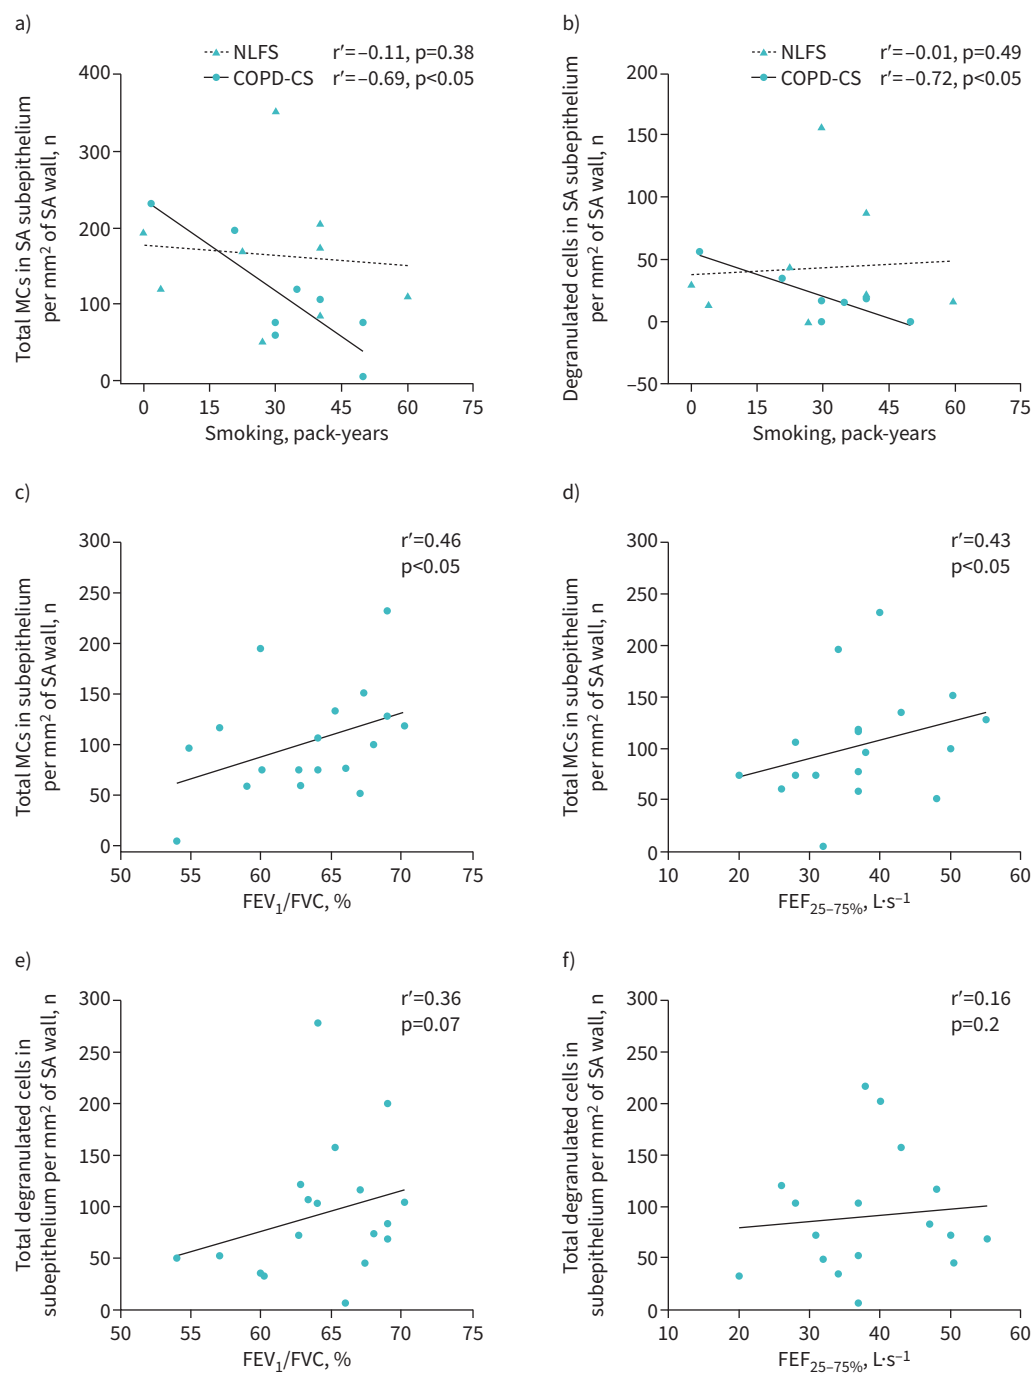 a)
NLFS r′=–0.11, p=0.38
COPD-CS r′=–0.69, p<0.05
Total MCs in SA subepithelium
per mm² of SA wall, n
400
300
200
100
0
0 15 30 45 60 75
Smoking, pack-years
b)
NLFS r′=–0.01, p=0.49
COPD-CS r′=–0.72, p<0.05
Degranulated cells in SA subepithelium
per mm² of SA wall, n
200
150
100
50
0
–50
0 15 30 45 60 75
Smoking, pack-years
c)
r′=0.46
p<0.05
Total MCs in subepithelium
per mm² of SA wall, n
300
250
200
150
100
50
0
50 55 60 65 70 75
FEV₁/FVC, %
d)
r′=0.43
p<0.05
Total MCs in subepithelium
per mm² of SA wall, n
300
250
200
150
100
50
0
10 20 30 40 50 60
FEF₂₅–₇₅%, L·s⁻¹
e)
r′=0.36
p=0.07
Total degranulated cells in
subepithelium per mm² of SA wall, n
300
250
200
150
100
50
0
50 55 60 65 70 75
FEV₁/FVC, %
f)
r′=0.16
p=0.2
Total degranulated cells in
subepithelium per mm² of SA wall, n
300
250
200
150
100
50
0
10 20 30 40 50 60
FEF₂₅–₇₅%, L·s⁻¹